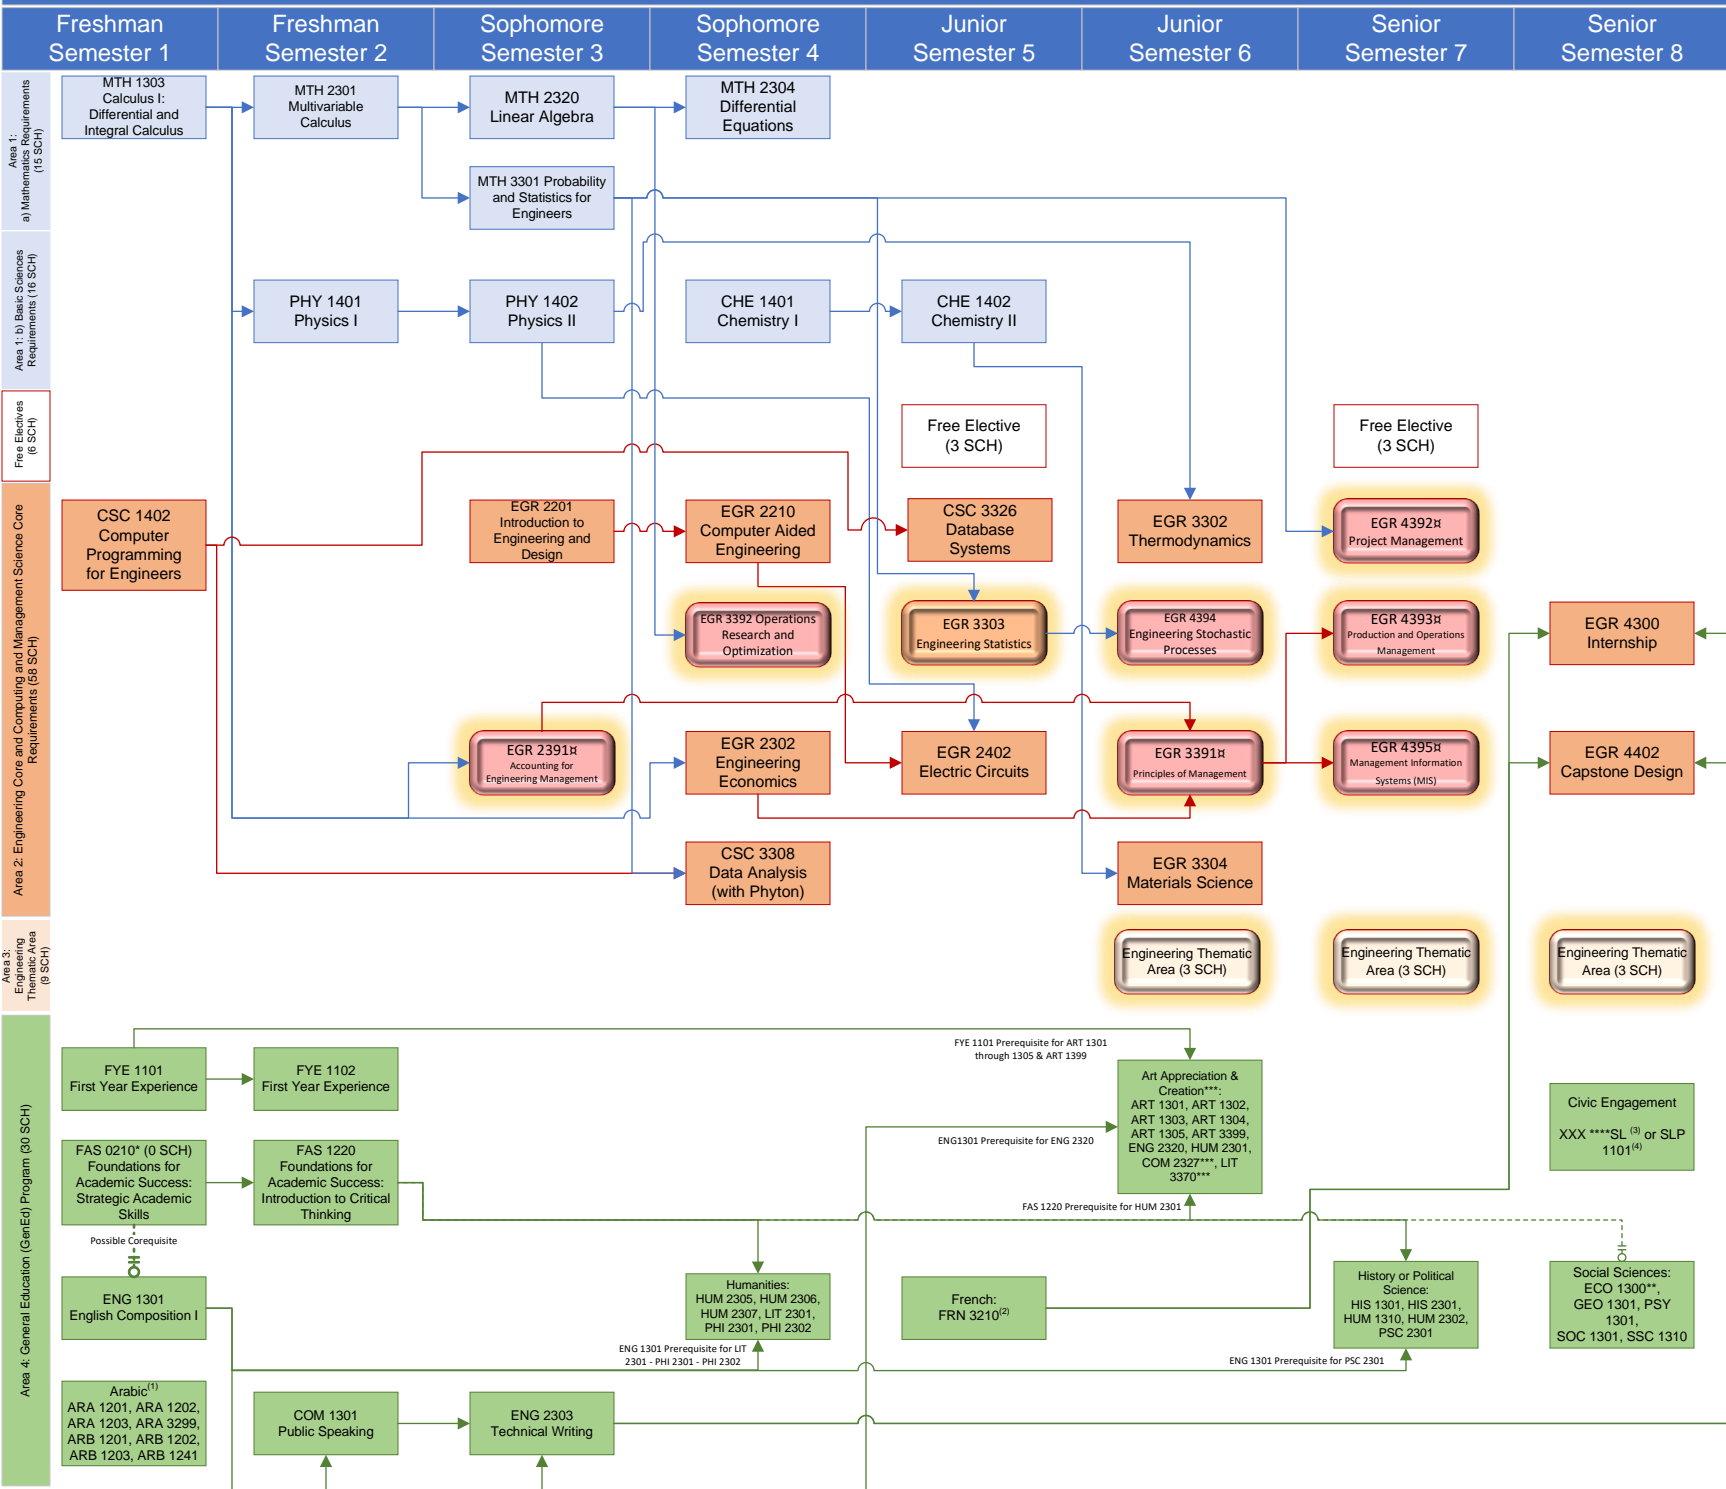 Freshman
Semester 1
Freshman
Semester 2
Sophomore
Semester 3
Sophomore
Semester 4
Junior
Semester 5
Junior
Semester 6
Senior
Semester 7
Senior
Semester 8
Area 1:
a) Mathematics Requirements
(15 SCH)
MTH 1303
Calculus I:
Differential and
Integral Calculus
MTH 2301
Multivariable
Calculus
MTH 2320
Linear Algebra
MTH 2304
Differential
Equations
MTH 3301 Probability
and Statistics for
Engineers
Area 1: b) Basic Sciences
Requirements (16 SCH)
PHY 1401
Physics I
PHY 1402
Physics II
CHE 1401
Chemistry I
CHE 1402
Chemistry II
Free Electives
(6 SCH)
Free Elective
(3 SCH)
Free Elective
(3 SCH)
Area 2: Engineering Core and Computing and Management Science Core
Requirements (58 SCH)
CSC 1402
Computer
Programming
for Engineers
EGR 2201
Introduction to
Engineering and
Design
EGR 2210
Computer Aided
Engineering
CSC 3326
Database
Systems
EGR 3302
Thermodynamics
EGR 4392¤
Project Management
EGR 3392 Operations
Research and
Optimization
EGR 3303
Engineering Statistics
EGR 4394
Engineering Stochastic
Processes
EGR 4393¤
Production and Operations
Management
EGR 4300
Internship
EGR 2391¤
Accounting for
Engineering Management
EGR 2302
Engineering
Economics
EGR 2402
Electric Circuits
EGR 3391¤
Principles of Management
EGR 4395¤
Management Information
Systems (MIS)
EGR 4402
Capstone Design
CSC 3308
Data Analysis
(with Phyton)
EGR 3304
Materials Science
Area 3:
Engineering
Thematic Area
(9 SCH)
Engineering Thematic
Area (3 SCH)
Engineering Thematic
Area (3 SCH)
Engineering Thematic
Area (3 SCH)
Area 4: General Education (GenEd) Program (30 SCH)
FYE 1101
First Year Experience
FYE 1102
First Year Experience
FYE 1101 Prerequisite for ART 1301
through 1305 & ART 1399
Art Appreciation &
Creation***:
ART 1301, ART 1302,
ART 1303, ART 1304,
ART 1305, ART 3399,
ENG 2320, HUM 2301,
COM 2327***, LIT
3370***
Civic Engagement
XXX ****SL (3) or SLP
1101(4)
ENG1301 Prerequisite for ENG 2320
FAS 0210* (0 SCH)
Foundations for
Academic Success:
Strategic Academic
Skills
FAS 1220
Foundations for
Academic Success:
Introduction to Critical
Thinking
FAS 1220 Prerequisite for HUM 2301
Possible Corequisite
ENG 1301
English Composition I
Humanities:
HUM 2305, HUM 2306,
HUM 2307, LIT 2301,
PHI 2301, PHI 2302
French:
FRN 3210(2)
History or Political
Science:
HIS 1301, HIS 2301,
HUM 1310, HUM 2302,
PSC 2301
Social Sciences:
ECO 1300**,
GEO 1301, PSY
1301,
SOC 1301, SSC 1310
ENG 1301 Prerequisite for LIT
2301 - PHI 2301 - PHI 2302
ENG 1301 Prerequisite for PSC 2301
Arabic(1)
ARA 1201, ARA 1202,
ARA 1203, ARA 3299,
ARB 1201, ARB 1202,
ARB 1203, ARB 1241
COM 1301
Public Speaking
ENG 2303
Technical Writing